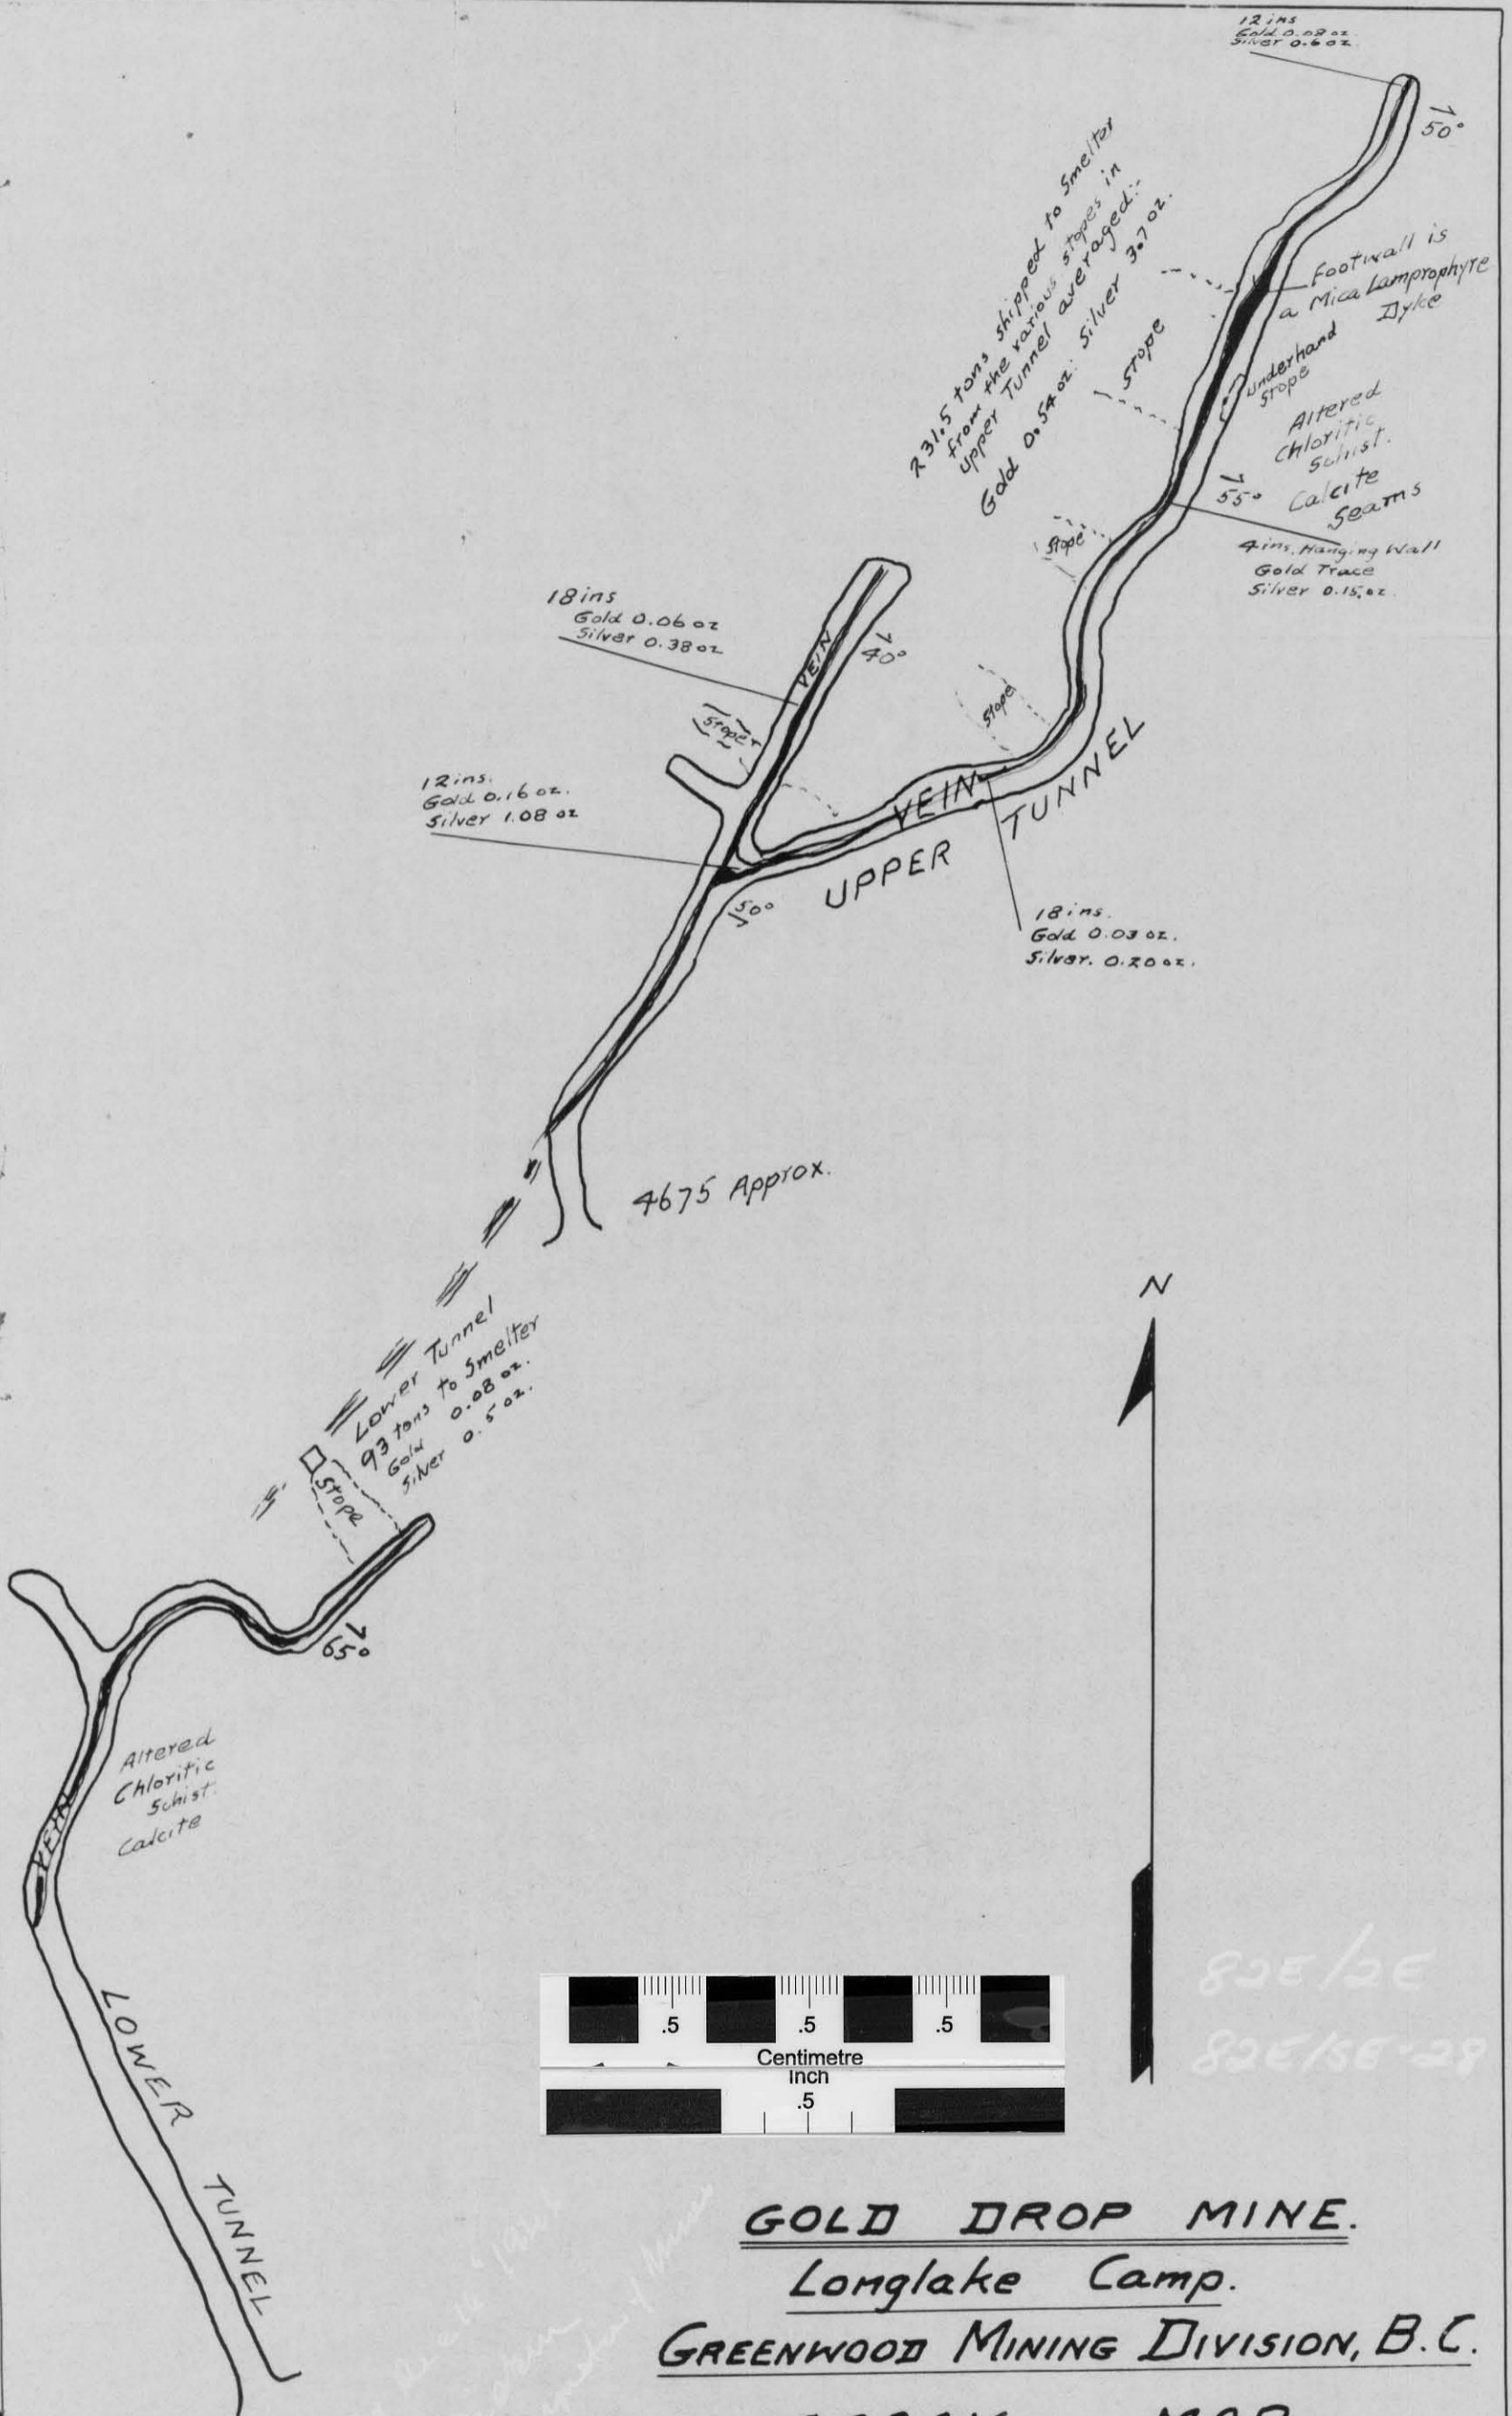 12 ins
Gold 0.08 oz.
Silver 0.6 oz.
50°
231.5 tons shipped to Smelter
from the various stopes in
upper Tunnel averaged:-
Gold 0.54 oz. Silver 3.7 oz.
Footwall is
a Mica Lamprophyre
Dyke
Stope
Underhand
Stope
Altered
Chloritic
Schist.
Calcite
Seams
55°
4 ins. Hanging Wall
Gold Trace
Silver 0.15 oz.
Stope
18 ins
Gold 0.06 oz
Silver 0.38 oz
VEIN
40°
Stope
Stope
12 ins.
Gold 0.16 oz.
Silver 1.08 oz
VEIN
UPPER TUNNEL
50°
18 ins.
Gold 0.03 oz.
Silver. 0.20 oz.
4675 Approx.
N
Lower Tunnel
93 tons to Smelter
Gold 0.08 oz.
Silver 0.5 oz.
Stope
65°
Altered
Chloritic
Schist.
Calcite
VEIN
LOWER TUNNEL
82E/2E
82E/SE-28
.5 .5 .5
Centimetre
Inch
.5
GOLD DROP MINE.
Longlake Camp.
GREENWOOD MINING DIVISION, B.C.